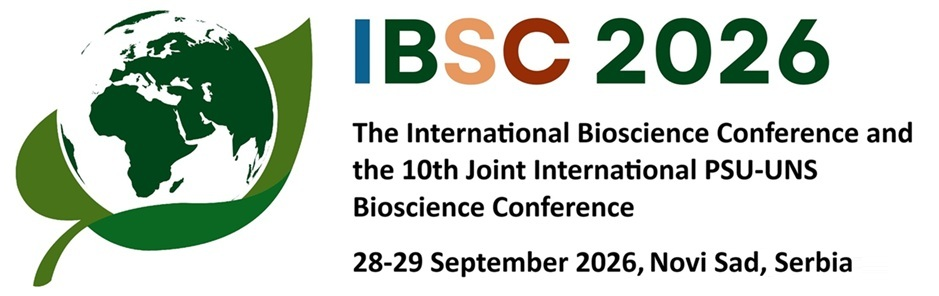 IBSC 2026
The International Bioscience Conference and
the 10th Joint International PSU-UNS
Bioscience Conference
28-29 September 2026, Novi Sad, Serbia